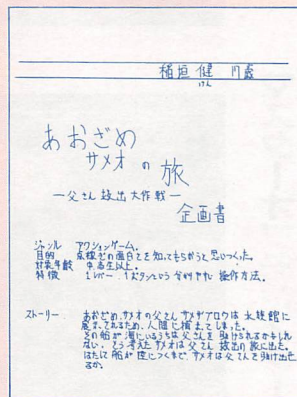 稲垣 健 17歳
けん
あおざめ
サメオ の 旅
ー父さん 救出 大作戦ー
企画書
ジャンル アクションゲーム。
目的 点稼ぎの面白さを知ってもらおうと思いつく。
対象年齢 中高生以上。
特徴 1レバー、1ボタンという分かりやすい操作方法。
ストーリー あおざめ、サメオの父さん サメザブロウは水族館に
展示されるため、人間に捕まってしまった。
その船が海にいるうちは父さんを助けられるかもしれ
ない、そう考えたサメオは父さん救出の旅に出た。
はたして船が陸につくまでサメオは父さんを助け出せ
るか。